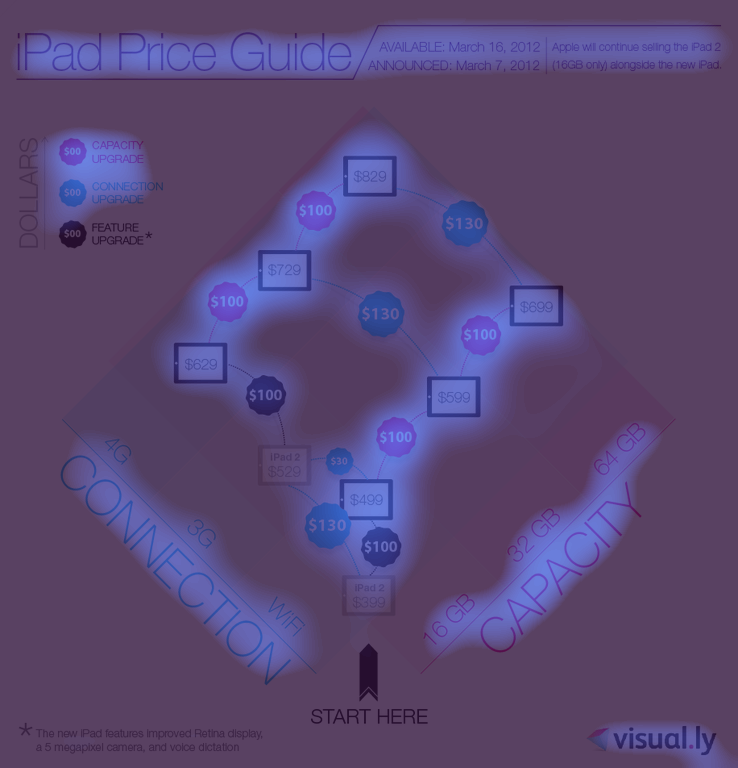 iPad Price Guide
AVAILABLE: March 16, 2012
ANNOUNCED: March 7, 2012
Apple will continue selling the iPad 2
(16GB only) alongside the new iPad.
DOLLARS
$00 CAPACITY
UPGRADE
$00 CONNECTION
UPGRADE
$00 FEATURE
UPGRADE*
$829
$100
$130
$729
$100
$130
$699
$100
$629
$100
$599
$100
iPad 2
$529
$30
$499
$130
$100
iPad 2
$399
4G
3G
WiFi
CONNECTION
16 GB
32 GB
64 GB
CAPACITY
START HERE
* The new iPad features improved Retina display,
a 5 megapixel camera, and voice dictation
visual.ly